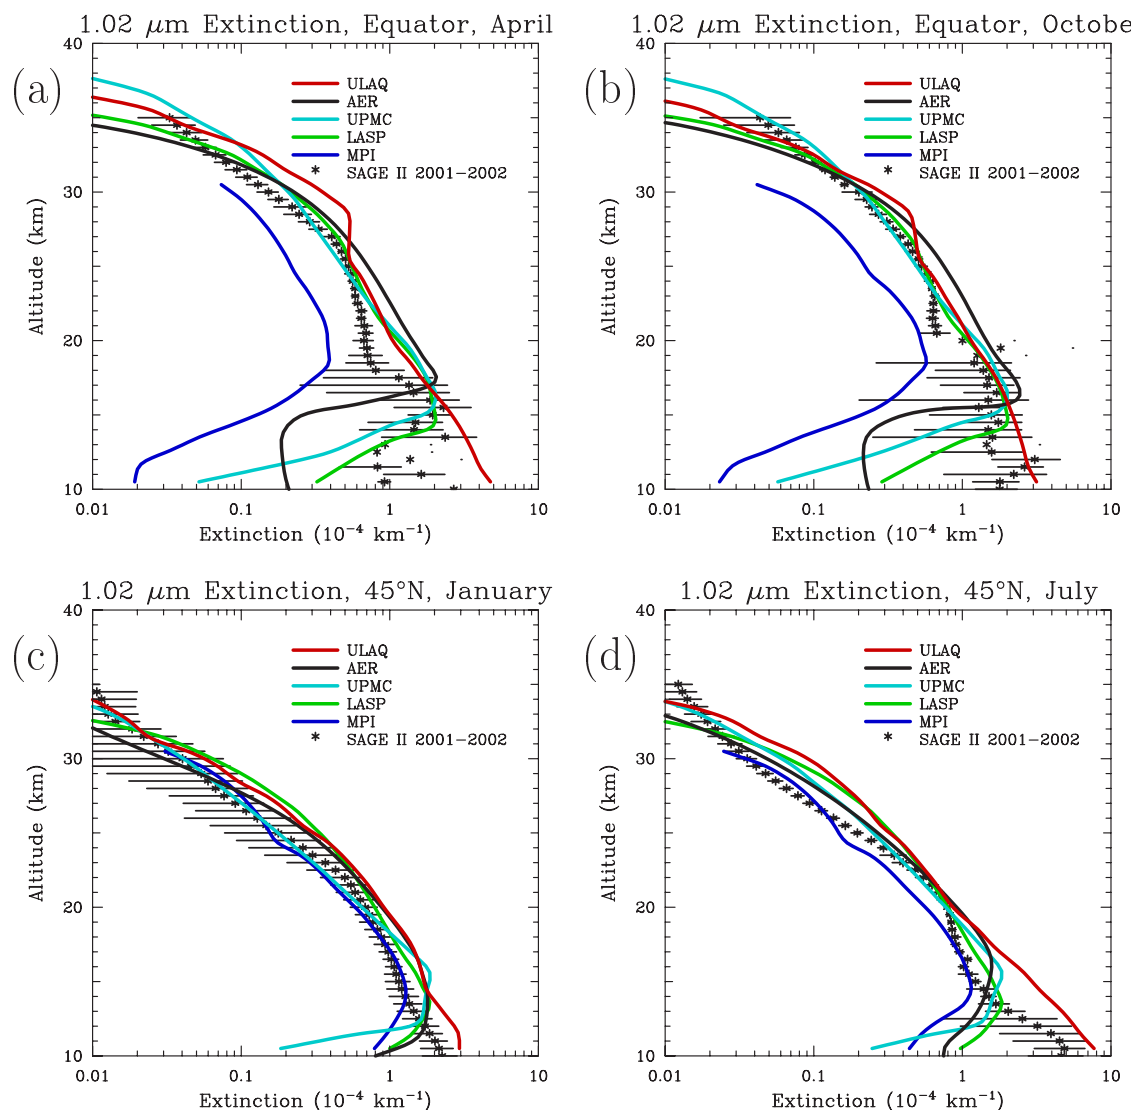 1.02 μm Extinction, Equator, April
(a)
ULAQ
AER
UPMC
LASP
MPI
SAGE II 2001−2002
Altitude (km)
40
30
20
10
0.01 0.1 1 10
Extinction (10⁻⁴ km⁻¹)
1.02 μm Extinction, Equator, Octobe
(b)
ULAQ
AER
UPMC
LASP
MPI
SAGE II 2001−2002
Altitude (km)
40
30
20
10
0.01 0.1 1 10
Extinction (10⁻⁴ km⁻¹)
1.02 μm Extinction, 45°N, January
(c)
ULAQ
AER
UPMC
LASP
MPI
SAGE II 2001−2002
Altitude (km)
40
30
20
10
0.01 0.1 1 10
Extinction (10⁻⁴ km⁻¹)
1.02 μm Extinction, 45°N, July
(d)
ULAQ
AER
UPMC
LASP
MPI
SAGE II 2001−2002
Altitude (km)
40
30
20
10
0.01 0.1 1 10
Extinction (10⁻⁴ km⁻¹)